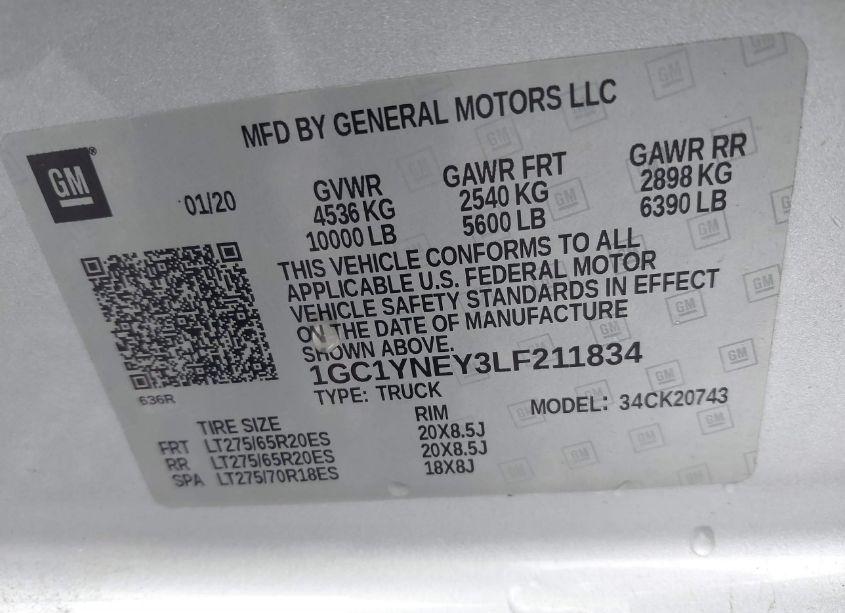 MFD BY GENERAL MOTORS LLC
GM
®
01/20
GVWR
4536 KG
10000 LB
GAWR FRT
2540 KG
5600 LB
GAWR RR
2898 KG
6390 LB
THIS VEHICLE CONFORMS TO ALL
APPLICABLE U.S. FEDERAL MOTOR
VEHICLE SAFETY STANDARDS IN EFFECT
ON THE DATE OF MANUFACTURE
SHOWN ABOVE.
1GC1YNEY3LF211834
TYPE: TRUCK
MODEL: 34CK20743
636R
TIRE SIZE RIM
FRT LT275/65R20ES 20X8.5J
RR LT275/65R20ES 20X8.5J
SPA LT275/70R18ES 18X8J